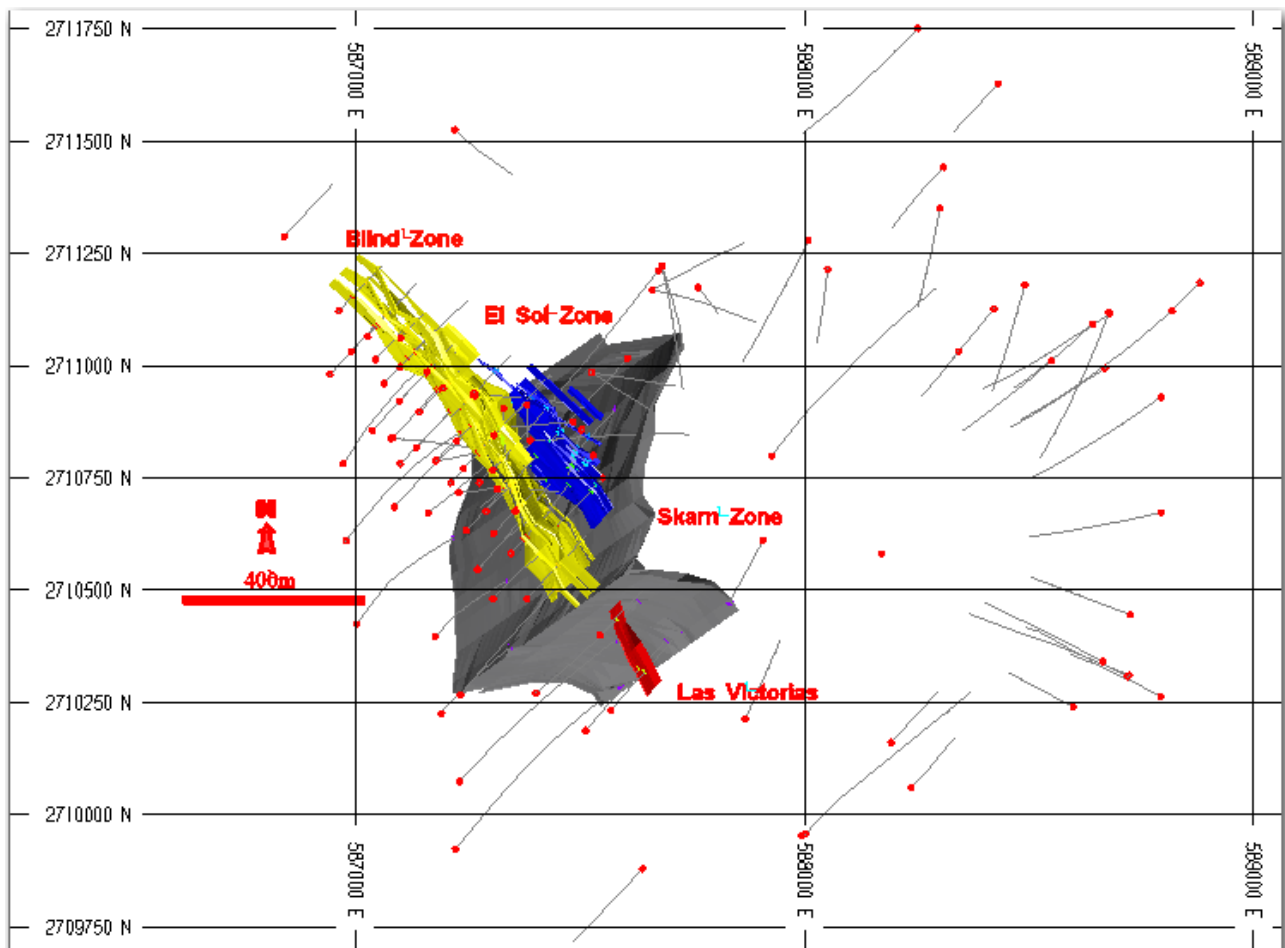 2711750 N
587000 E
588000 E
589000 E
2711500 N
2711250 N
Blind Zone
El Sol Zone
2711000 N
2710750 N
Skarn Zone
N
400m
2710500 N
Las Victorias
2710250 N
2710000 N
587000 E
588000 E
589000 E
2709750 N